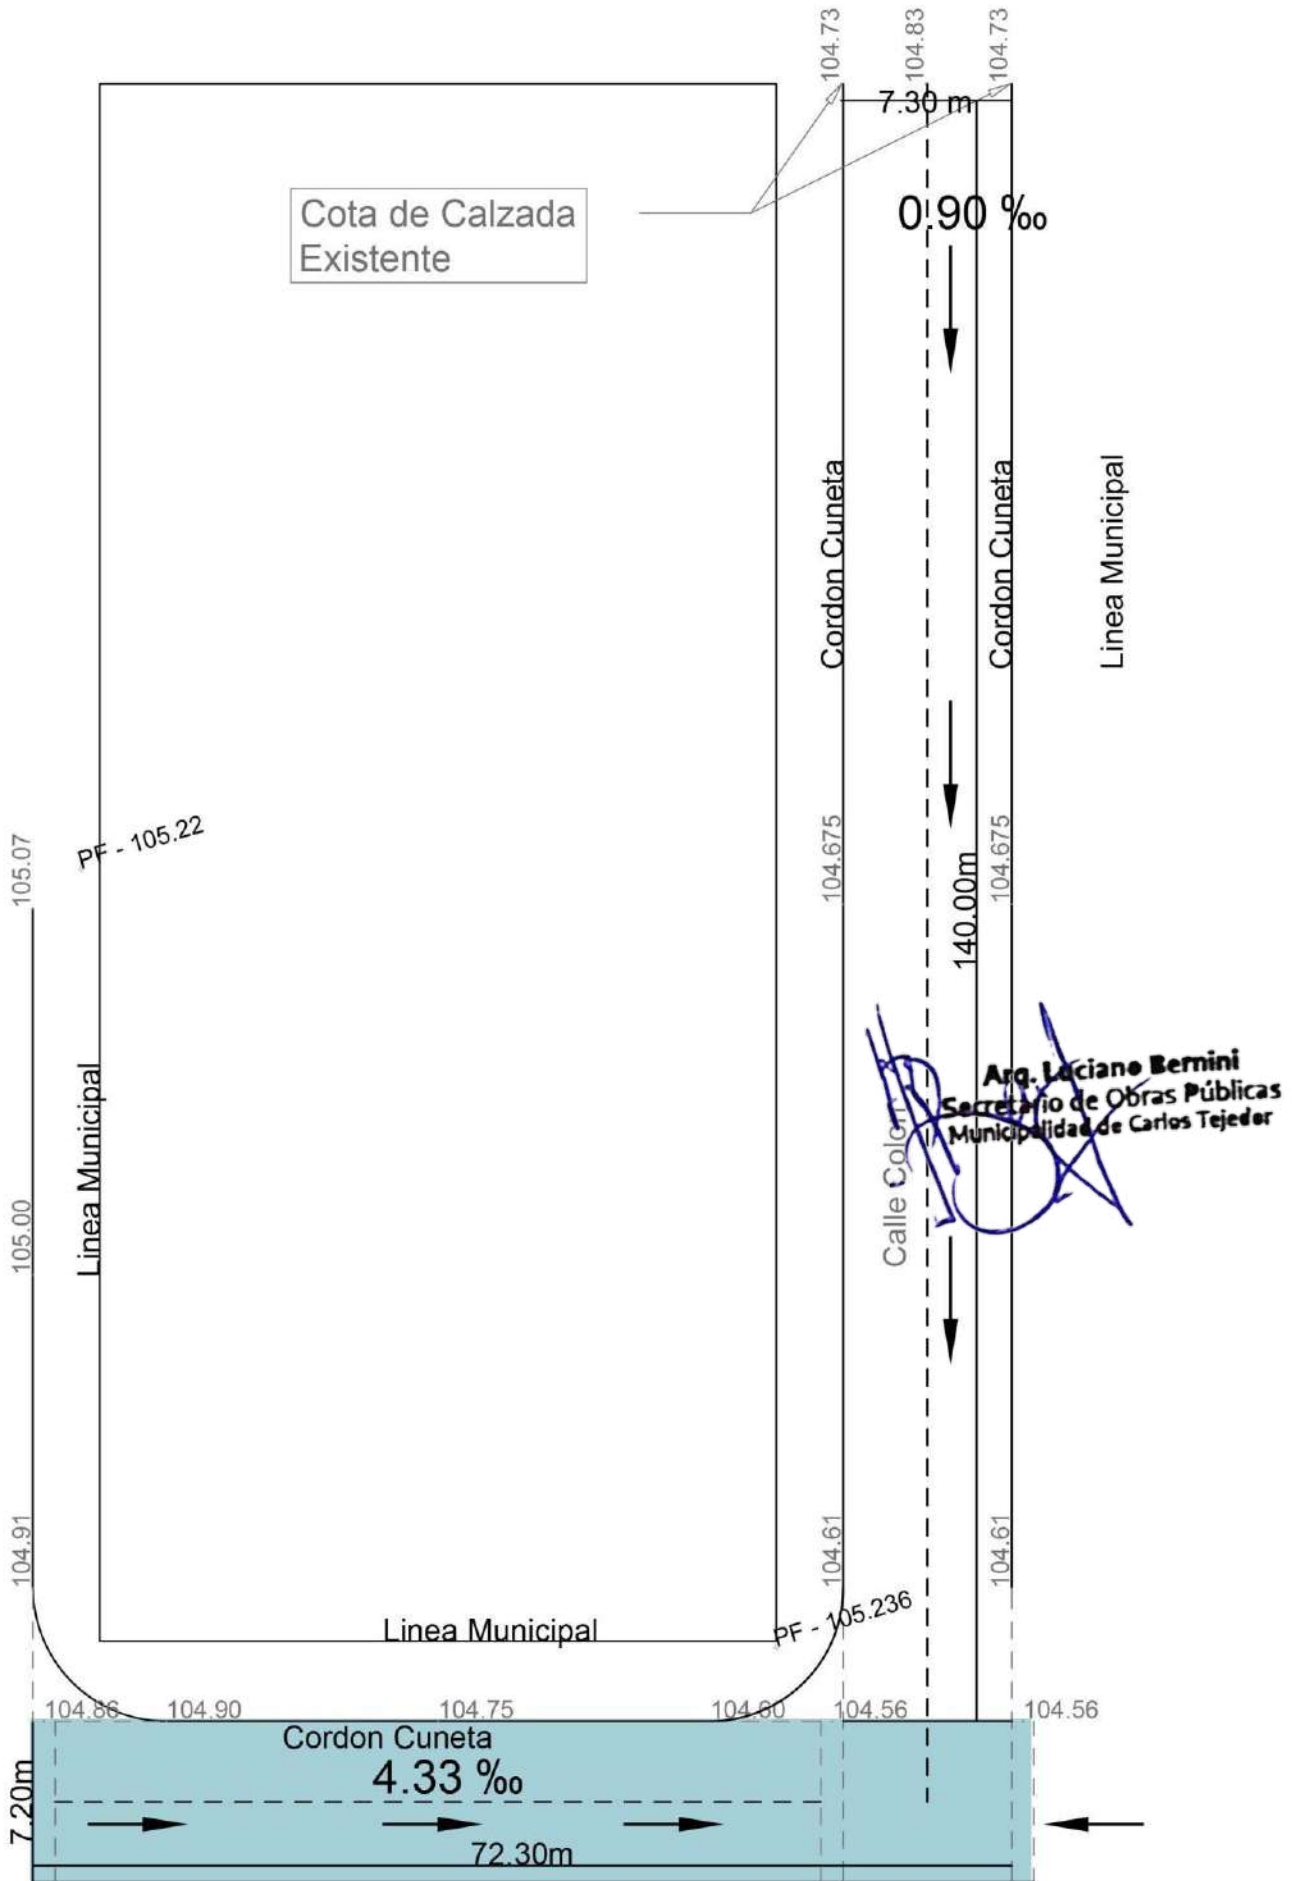 104.73
104.83
104.73
7.30 m
Cota de Calzada
Existente
0.90 ‰
Cordon Cuneta
Cordon Cuneta
Linea Municipal
PF - 105.22
105.07
104.675
104.675
140.00m
Arq. Luciano Bernini
Secretario de Obras Públicas
Municipalidad de Carlos Tejedor
Linea Municipal
Calle Colon
105.00
104.91
104.61
104.61
Linea Municipal
PF - 105.236
104.86
104.90
104.75
104.60
104.56
104.56
Cordon Cuneta
4.33 ‰
7.20m
72.30m